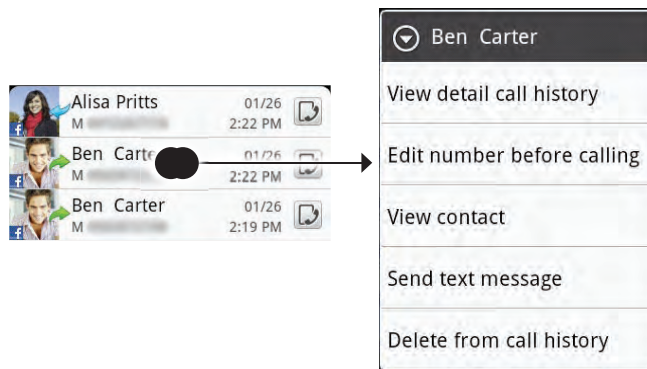 Alisa Pritts 01/26
M 2:22 PM
Ben Carte 01/26
M 2:22 PM
Ben Carter 01/26
M 2:19 PM
Ben Carter
View detail call history
Edit number before calling
View contact
Send text message
Delete from call history